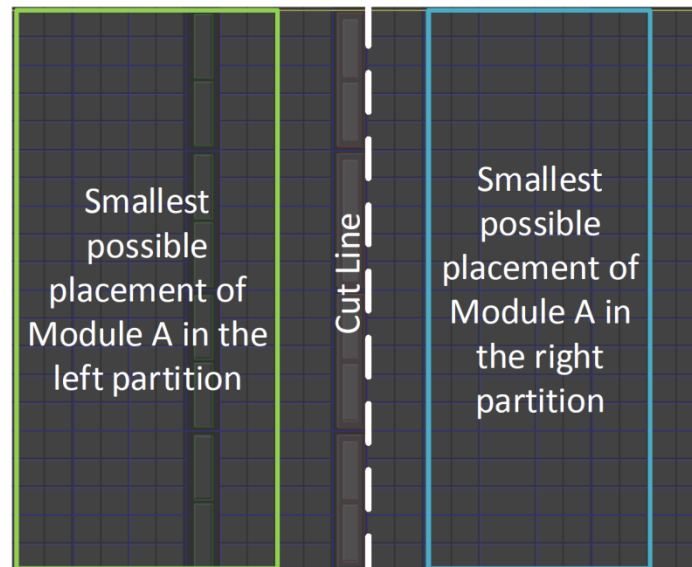 Smallest
possible
placement of
Module A in the
left partition
Cut Line
Smallest
possible
placement of
Module A in
the right
partition